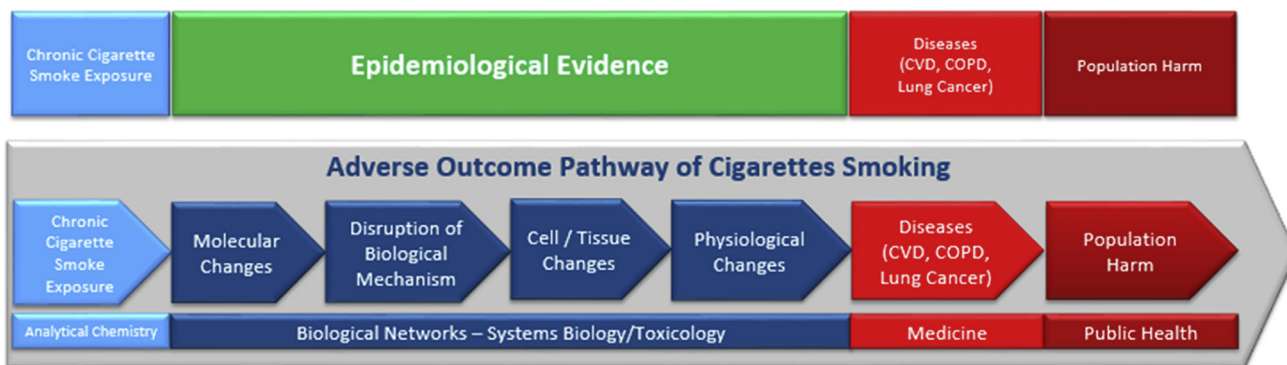 Chronic Cigarette
Smoke Exposure
Epidemiological Evidence
Diseases
(CVD, COPD,
Lung Cancer)
Population Harm
Adverse Outcome Pathway of Cigarettes Smoking
Chronic
Cigarette
Smoke
Exposure
Molecular
Changes
Disruption of
Biological
Mechanism
Cell / Tissue
Changes
Physiological
Changes
Diseases
(CVD, COPD,
Lung Cancer)
Population
Harm
Analytical Chemistry
Biological Networks – Systems Biology/Toxicology
Medicine
Public Health